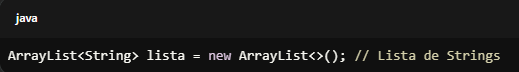 java
ArrayList<String> lista = new ArrayList<>(); // Lista de Strings